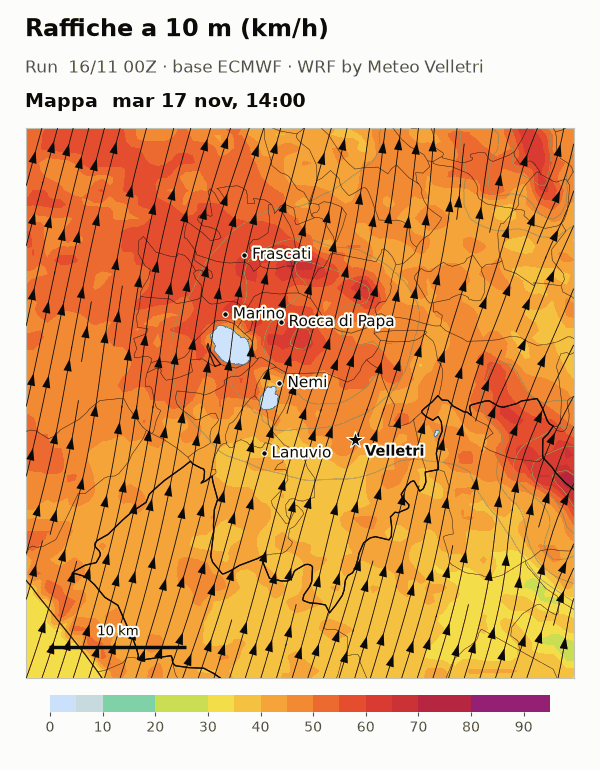 Raffiche a 10 m (km/h)
Run  16/11 00Z · base ECMWF · WRF by Meteo Velletri
Mappa  mar 17 nov, 14:00
Frascati
Marino
Rocca di Papa
Nemi
Velletri
Lanuvio
10 km
0 10 20 30 40 50 60 70 80 90